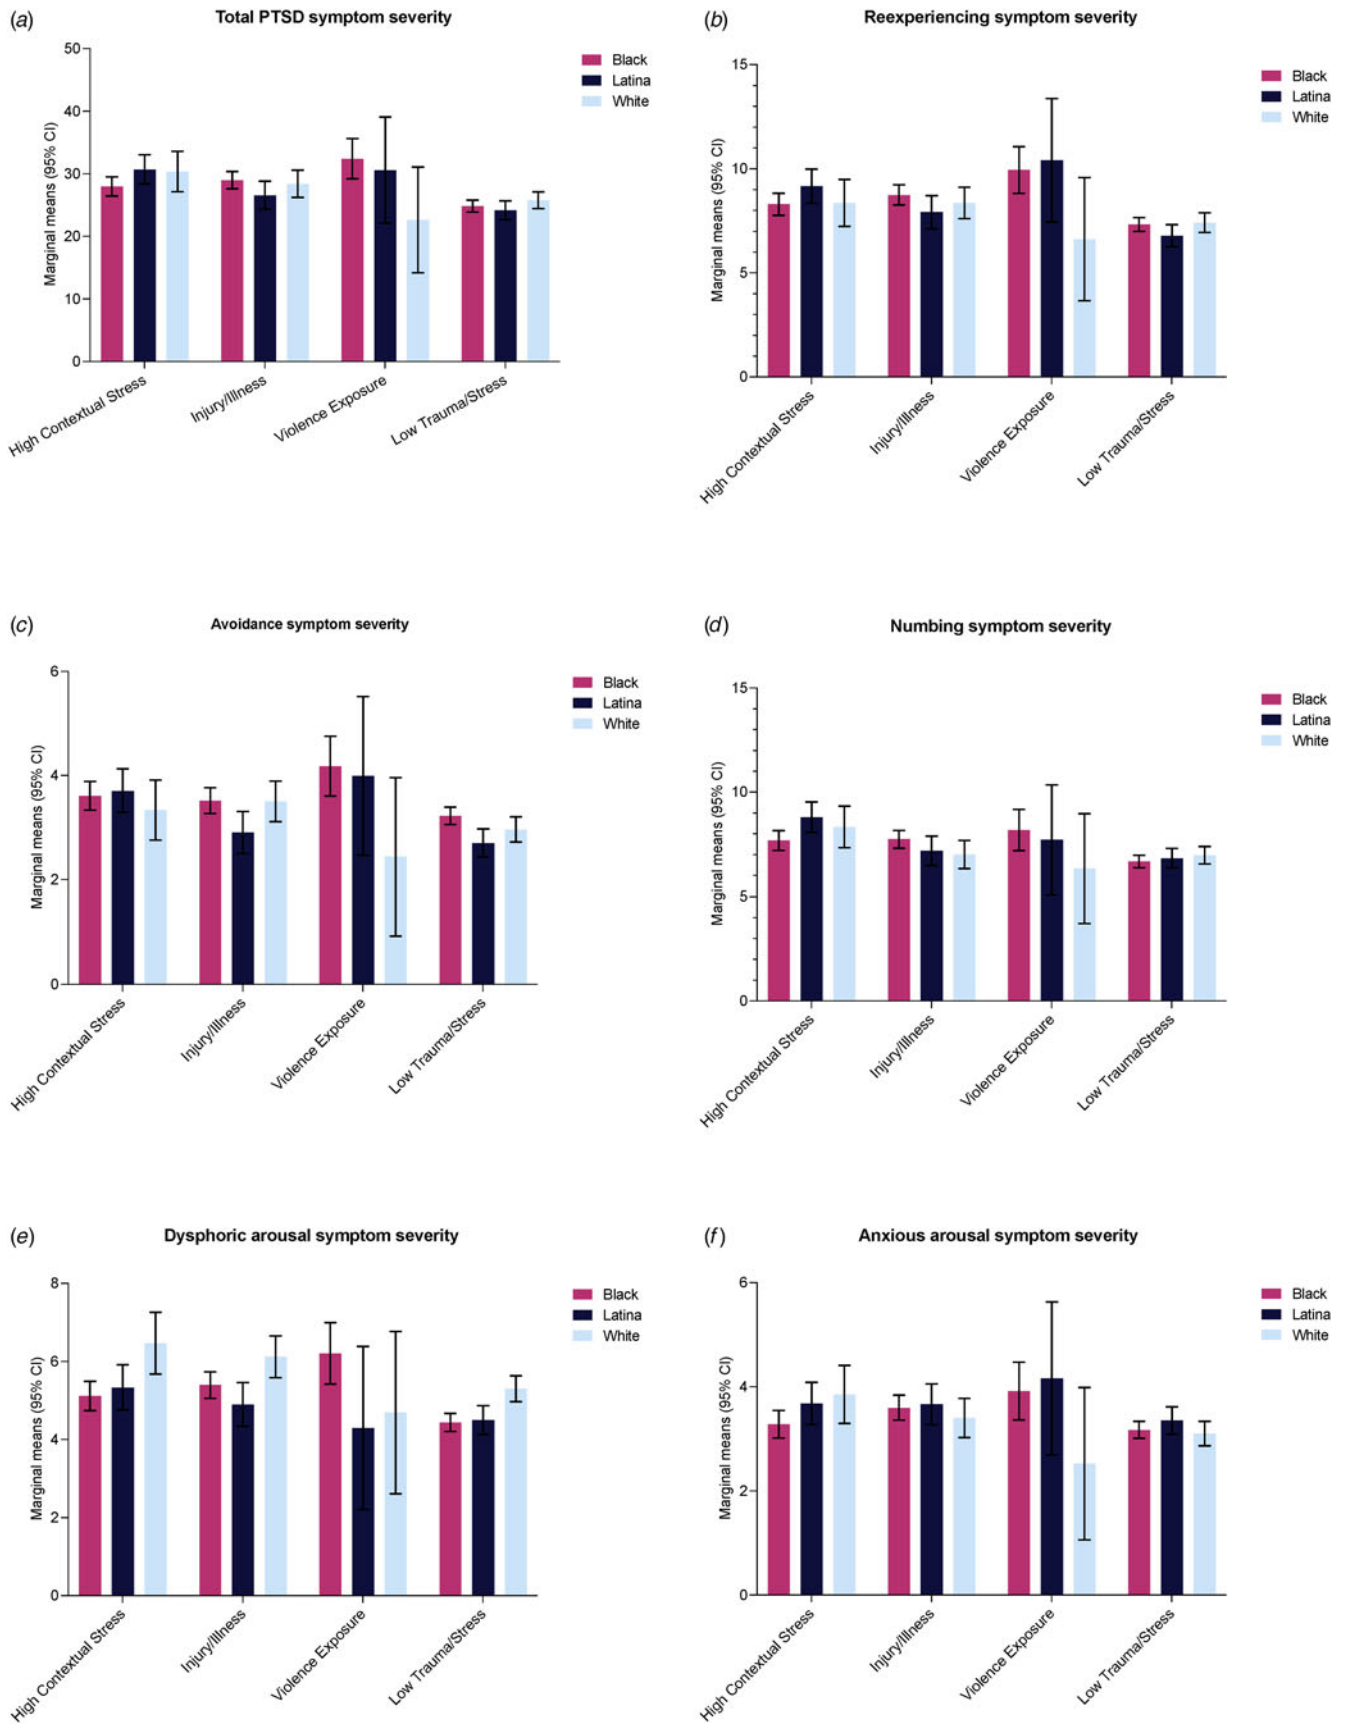 (a)
Total PTSD symptom severity
Marginal means (95% CI)
50
40
30
20
10
0
Black
Latina
White
High Contextual Stress
Injury/Illness
Violence Exposure
Low Trauma/Stress
(b)
Reexperiencing symptom severity
Marginal means (95% CI)
15
10
5
0
Black
Latina
White
High Contextual Stress
Injury/Illness
Violence Exposure
Low Trauma/Stress
(c)
Avoidance symptom severity
Marginal means (95% CI)
6
4
2
0
Black
Latina
White
High Contextual Stress
Injury/Illness
Violence Exposure
Low Trauma/Stress
(d)
Numbing symptom severity
Marginal means (95% CI)
15
10
5
0
Black
Latina
White
High Contextual Stress
Injury/Illness
Violence Exposure
Low Trauma/Stress
(e)
Dysphoric arousal symptom severity
Marginal means (95% CI)
8
6
4
2
0
Black
Latina
White
High Contextual Stress
Injury/Illness
Violence Exposure
Low Trauma/Stress
(f)
Anxious arousal symptom severity
Marginal means (95% CI)
6
4
2
0
Black
Latina
White
High Contextual Stress
Injury/Illness
Violence Exposure
Low Trauma/Stress